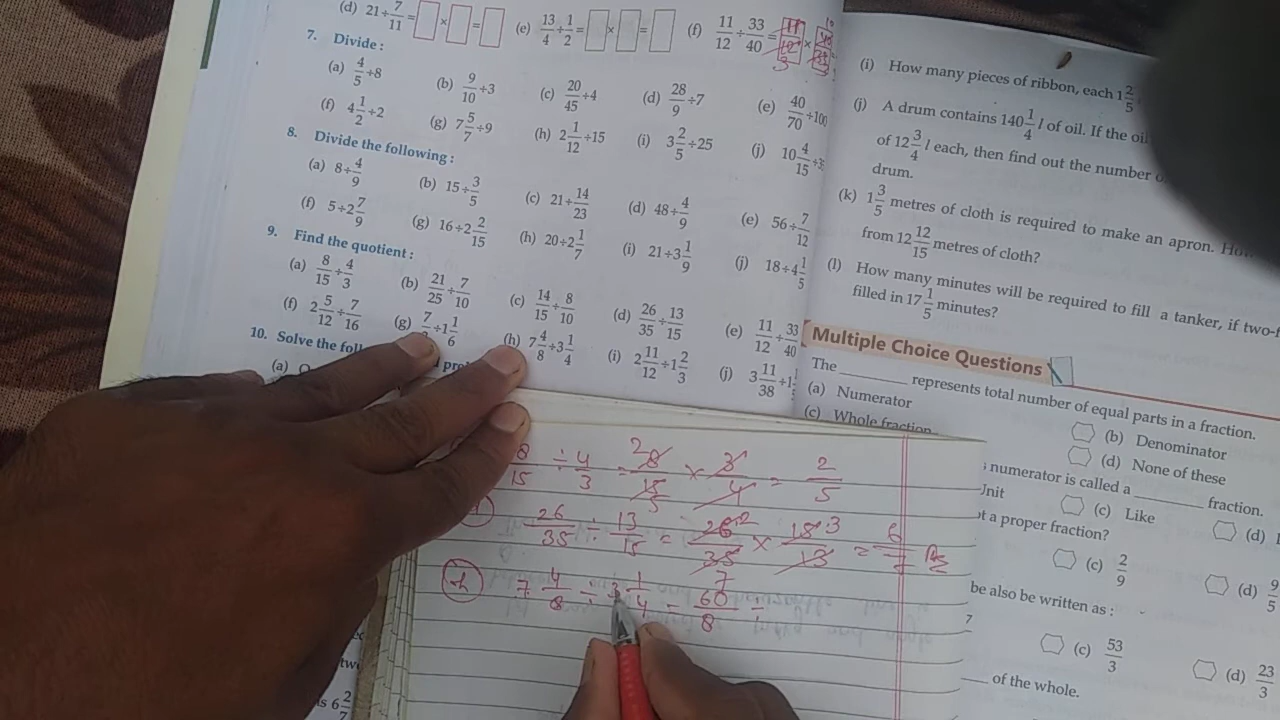 (d) 21÷7/11=□×□=□ (e) 13/4÷1/2=□×□=□ (f) 11/12÷33/40=
7. Divide :
(a) 4/5÷8 (b) 9/10÷3 (c) 20/45÷4 (d) 28/9÷7 (e) 40/70÷100
(f) 4 1/2÷2 (g) 7 5/7÷9 (h) 2 1/12÷15 (i) 3 2/5÷25 (j) 10 4/15÷
8. Divide the following :
(a) 8÷4/9 (b) 15÷3/5 (c) 21÷14/23 (d) 48÷4/9 (e) 56÷7/12
(f) 5÷2 7/9 (g) 16÷2 2/15 (h) 20÷2 1/7 (i) 21÷3 1/9 (j) 18÷4 1/5
9. Find the quotient :
(a) 8/15÷4/3 (b) 21/25÷7/10 (c) 14/15÷8/10 (d) 26/35÷13/15 (e) 11/12÷33/40
(f) 2 5/12÷7/16 (g) ÷1 1/6 (h) 7 4/8÷3 1/4 (i) 2 11/12÷1 2/3 (j) 3 11/38÷1
10. Solve the
(a)
8/15 ÷ 4/3 = 8/15 × 3/4 = 2/5
26/35 ÷ 13/15 = 26/35 × 15/13 = 6/7
7 4/8 ÷ 3 1/4 = 60/8 ÷
(i) How many pieces of ribbon, each 1 2/5
(j) A drum contains 140 1/4 l of oil. If the oil
of 12 3/4 l each, then find out the number
drum.
(k) 1 3/5 metres of cloth is required to make an apron.
from 12 12/15 metres of cloth?
(l) How many minutes will be required to fill a tanker, if
filled in 17 1/5 minutes?
Multiple Choice Questions
The ________ represents total number of equal parts in a fraction.
(a) Numerator (b) Denominator
(c) Whole fraction (d) None of these
numerator is called a ________ fraction.
Unit (c) Like (d)
a proper fraction?
(c) 2/9 (d) 9/5
be also be written as :
(c) 53/3 (d) 23/3
of the whole.